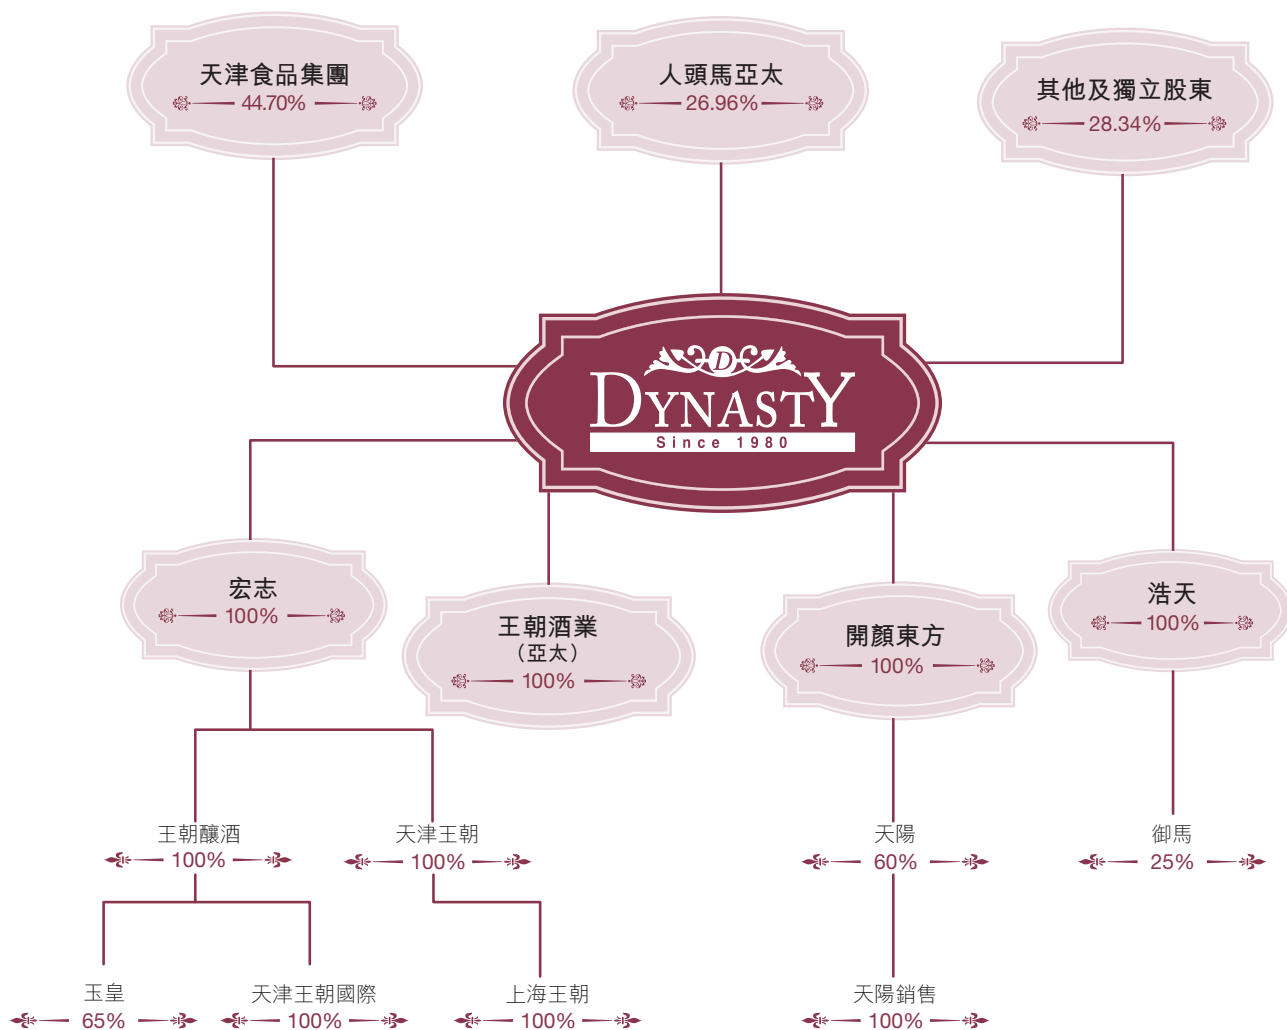 天津食品集團
44.70%
人頭馬亞太
26.96%
其他及獨立股東
28.34%
D
DYNASTY
Since 1980
宏志
100%
王朝酒業
（亞太）
100%
開顏東方
100%
浩天
100%
王朝釀酒
100%
天津王朝
100%
天陽
60%
御馬
25%
玉皇
65%
天津王朝國際
100%
上海王朝
100%
天陽銷售
100%